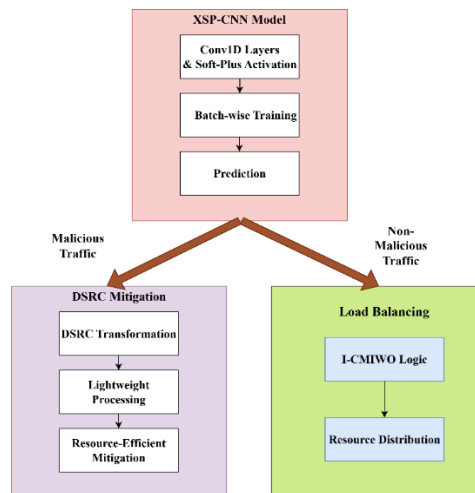 XSP-CNN Model
Conv1D Layers
& Soft-Plus Activation
Batch-wise Training
Prediction
Malicious
Traffic
Non-
Malicious
Traffic
DSRC Mitigation
DSRC Transformation
Lightweight
Processing
Resource-Efficient
Mitigation
Load Balancing
I-CMIWO Logic
Resource Distribution